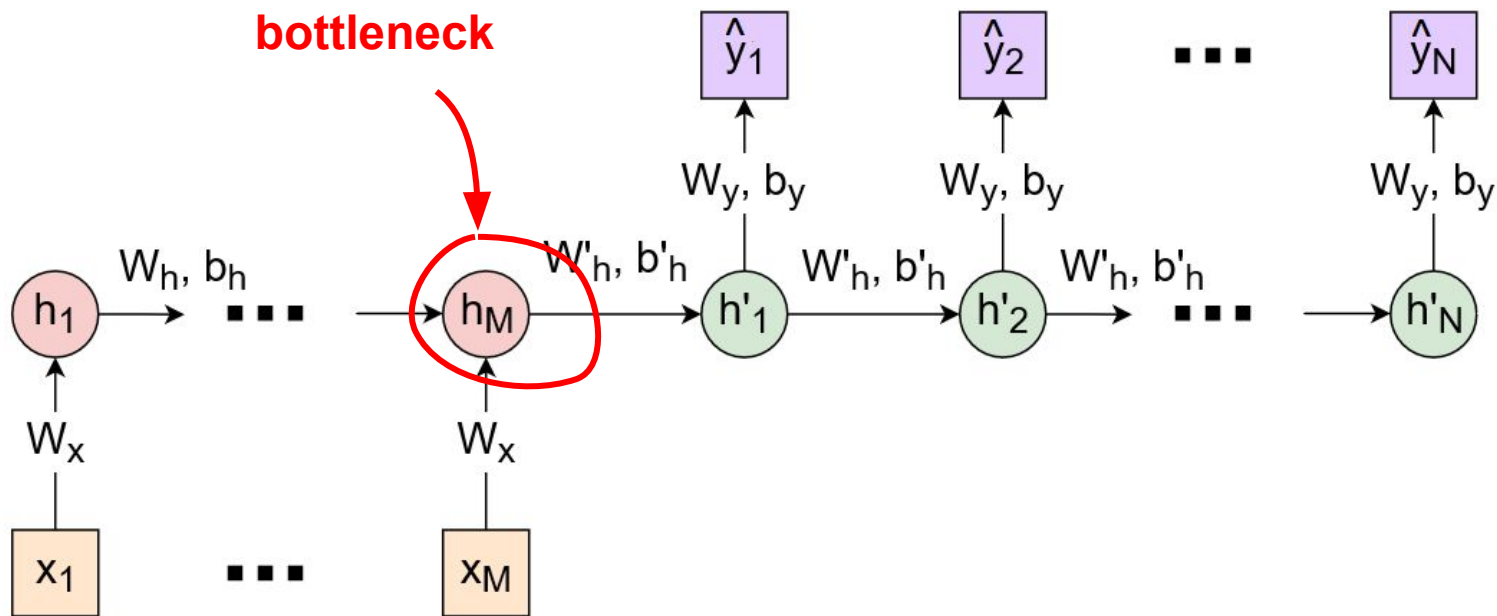 bottleneck
ŷ₁ ŷ₂ ... ŷN
Wy, by Wy, by Wy, by
Wh, bh W'h, b'h W'h, b'h W'h, b'h
h₁ ... hM h'₁ h'₂ ... h'N
Wx Wx
x₁ ... xM